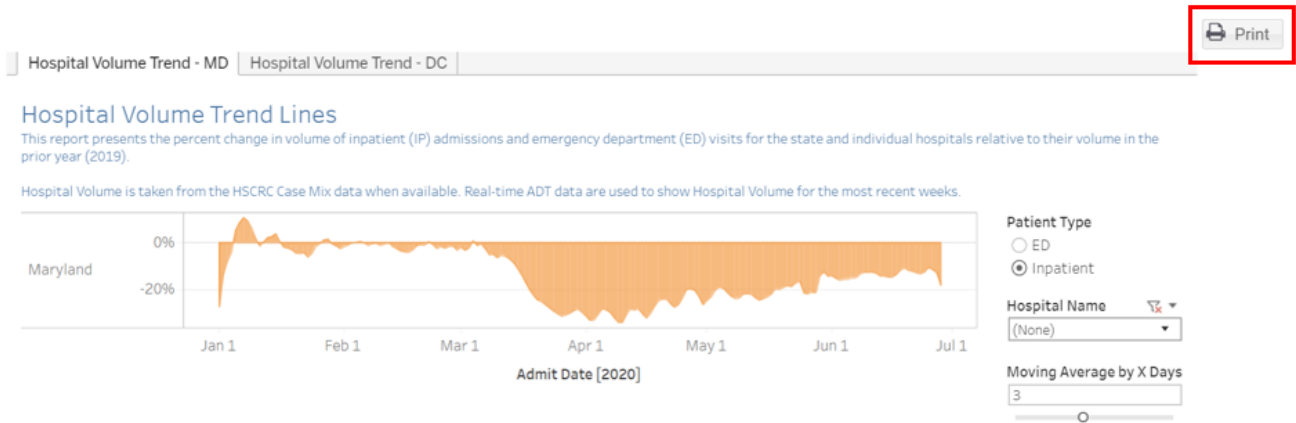 Print
Hospital Volume Trend - MD
Hospital Volume Trend - DC
Hospital Volume Trend Lines
This report presents the percent change in volume of inpatient (IP) admissions and emergency department (ED) visits for the state and individual hospitals relative to their volume in the
prior year (2019).
Hospital Volume is taken from the HSCRC Case Mix data when available. Real-time ADT data are used to show Hospital Volume for the most recent weeks.
Maryland
0%
-20%
Jan 1
Feb 1
Mar 1
Apr 1
May 1
Jun 1
Jul 1
Admit Date [2020]
Patient Type
ED
Inpatient
Hospital Name
(None)
Moving Average by X Days
3